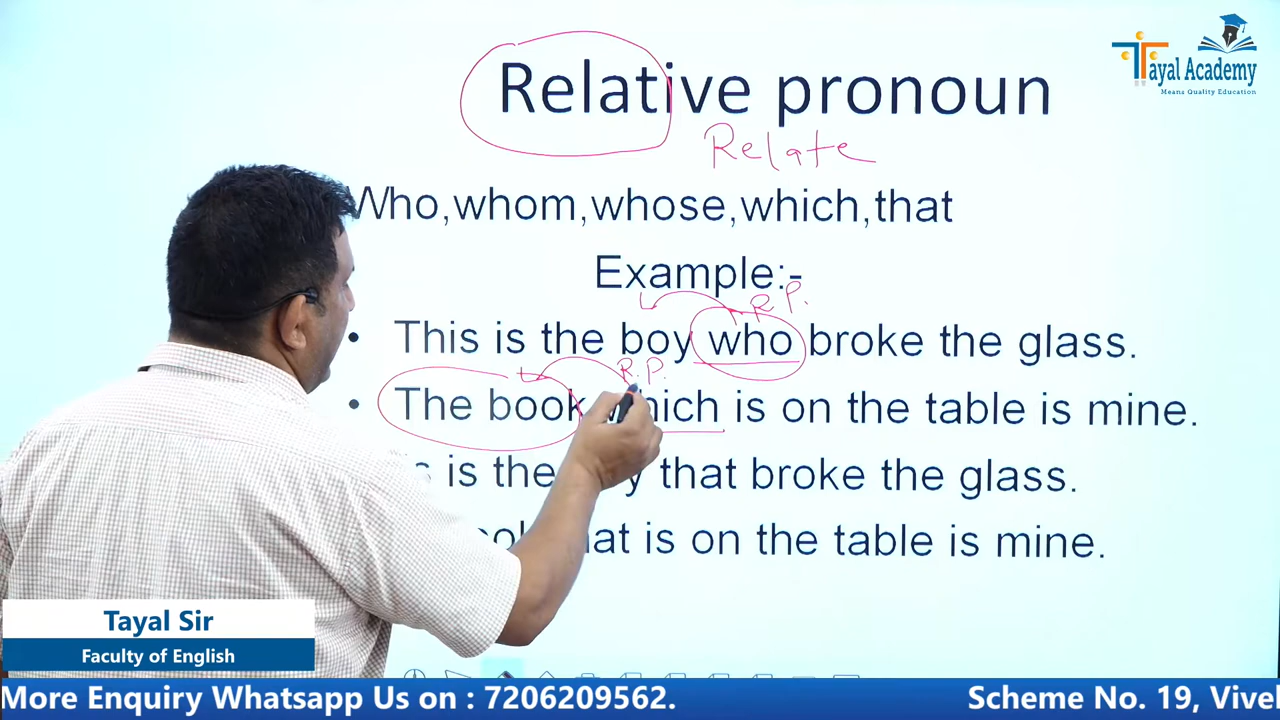 Tayal Academy
Means Quality Education
Relative pronoun
Relate
Who,whom,whose,which,that
Example:-
R P.
This is the boy who broke the glass.
R.P.
The book which is on the table is mine.
is the that broke the glass.
is on the table is mine.
Tayal Sir
Faculty of English
More Enquiry Whatsapp Us on : 7206209562.
Scheme No. 19,